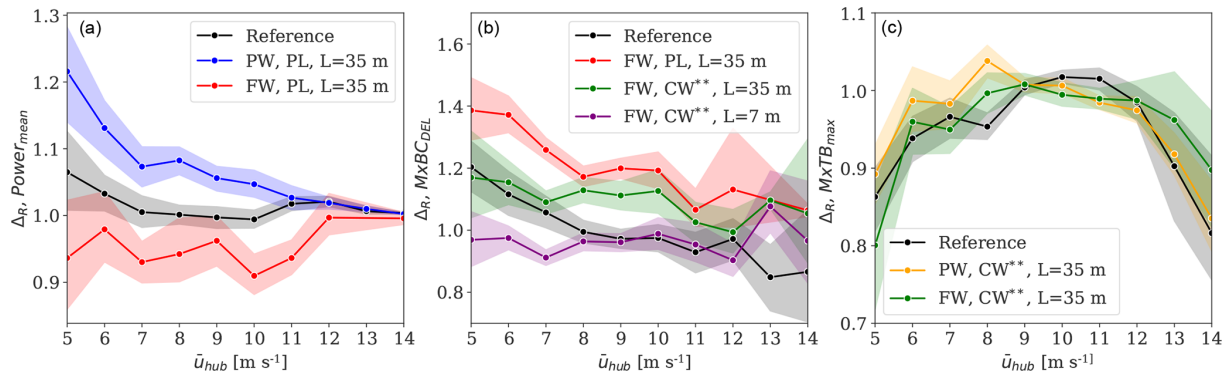 (a)
Reference
PW, PL, L=35 m
FW, PL, L=35 m
Δ_R, Power_mean
1.3
1.2
1.1
1.0
0.9
5 6 7 8 9 10 11 12 13 14
ū_hub [m s⁻¹]
(b)
Reference
FW, PL, L=35 m
FW, CW**, L=35 m
FW, CW**, L=7 m
Δ_R, MxBC_DEL
1.6
1.4
1.2
1.0
0.8
5 6 7 8 9 10 11 12 13 14
ū_hub [m s⁻¹]
(c)
Δ_R, MxTB_max
1.1
1.0
0.9
0.8
0.7
Reference
PW, CW**, L=35 m
FW, CW**, L=35 m
5 6 7 8 9 10 11 12 13 14
ū_hub [m s⁻¹]